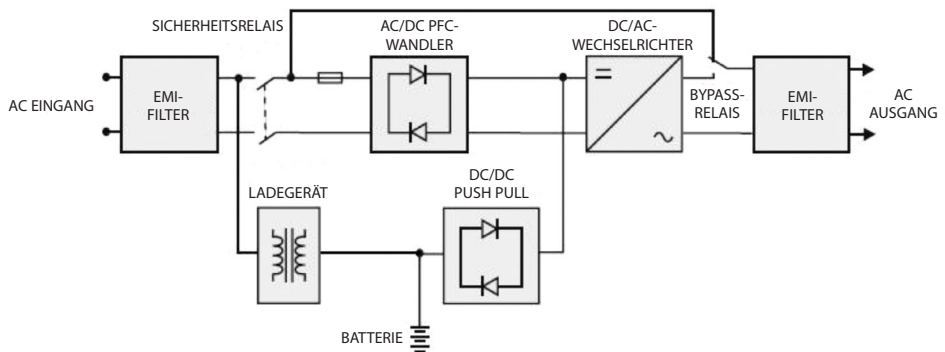 SICHERHEITSRELAIS
AC/DC PFC-
WANDLER
DC/AC-
WECHSELRICHTER
AC EINGANG
EMI-
FILTER
BYPASS-
RELAIS
EMI-
FILTER
AC
AUSGANG
LADEGERÄT
DC/DC
PUSH PULL
BATTERIE